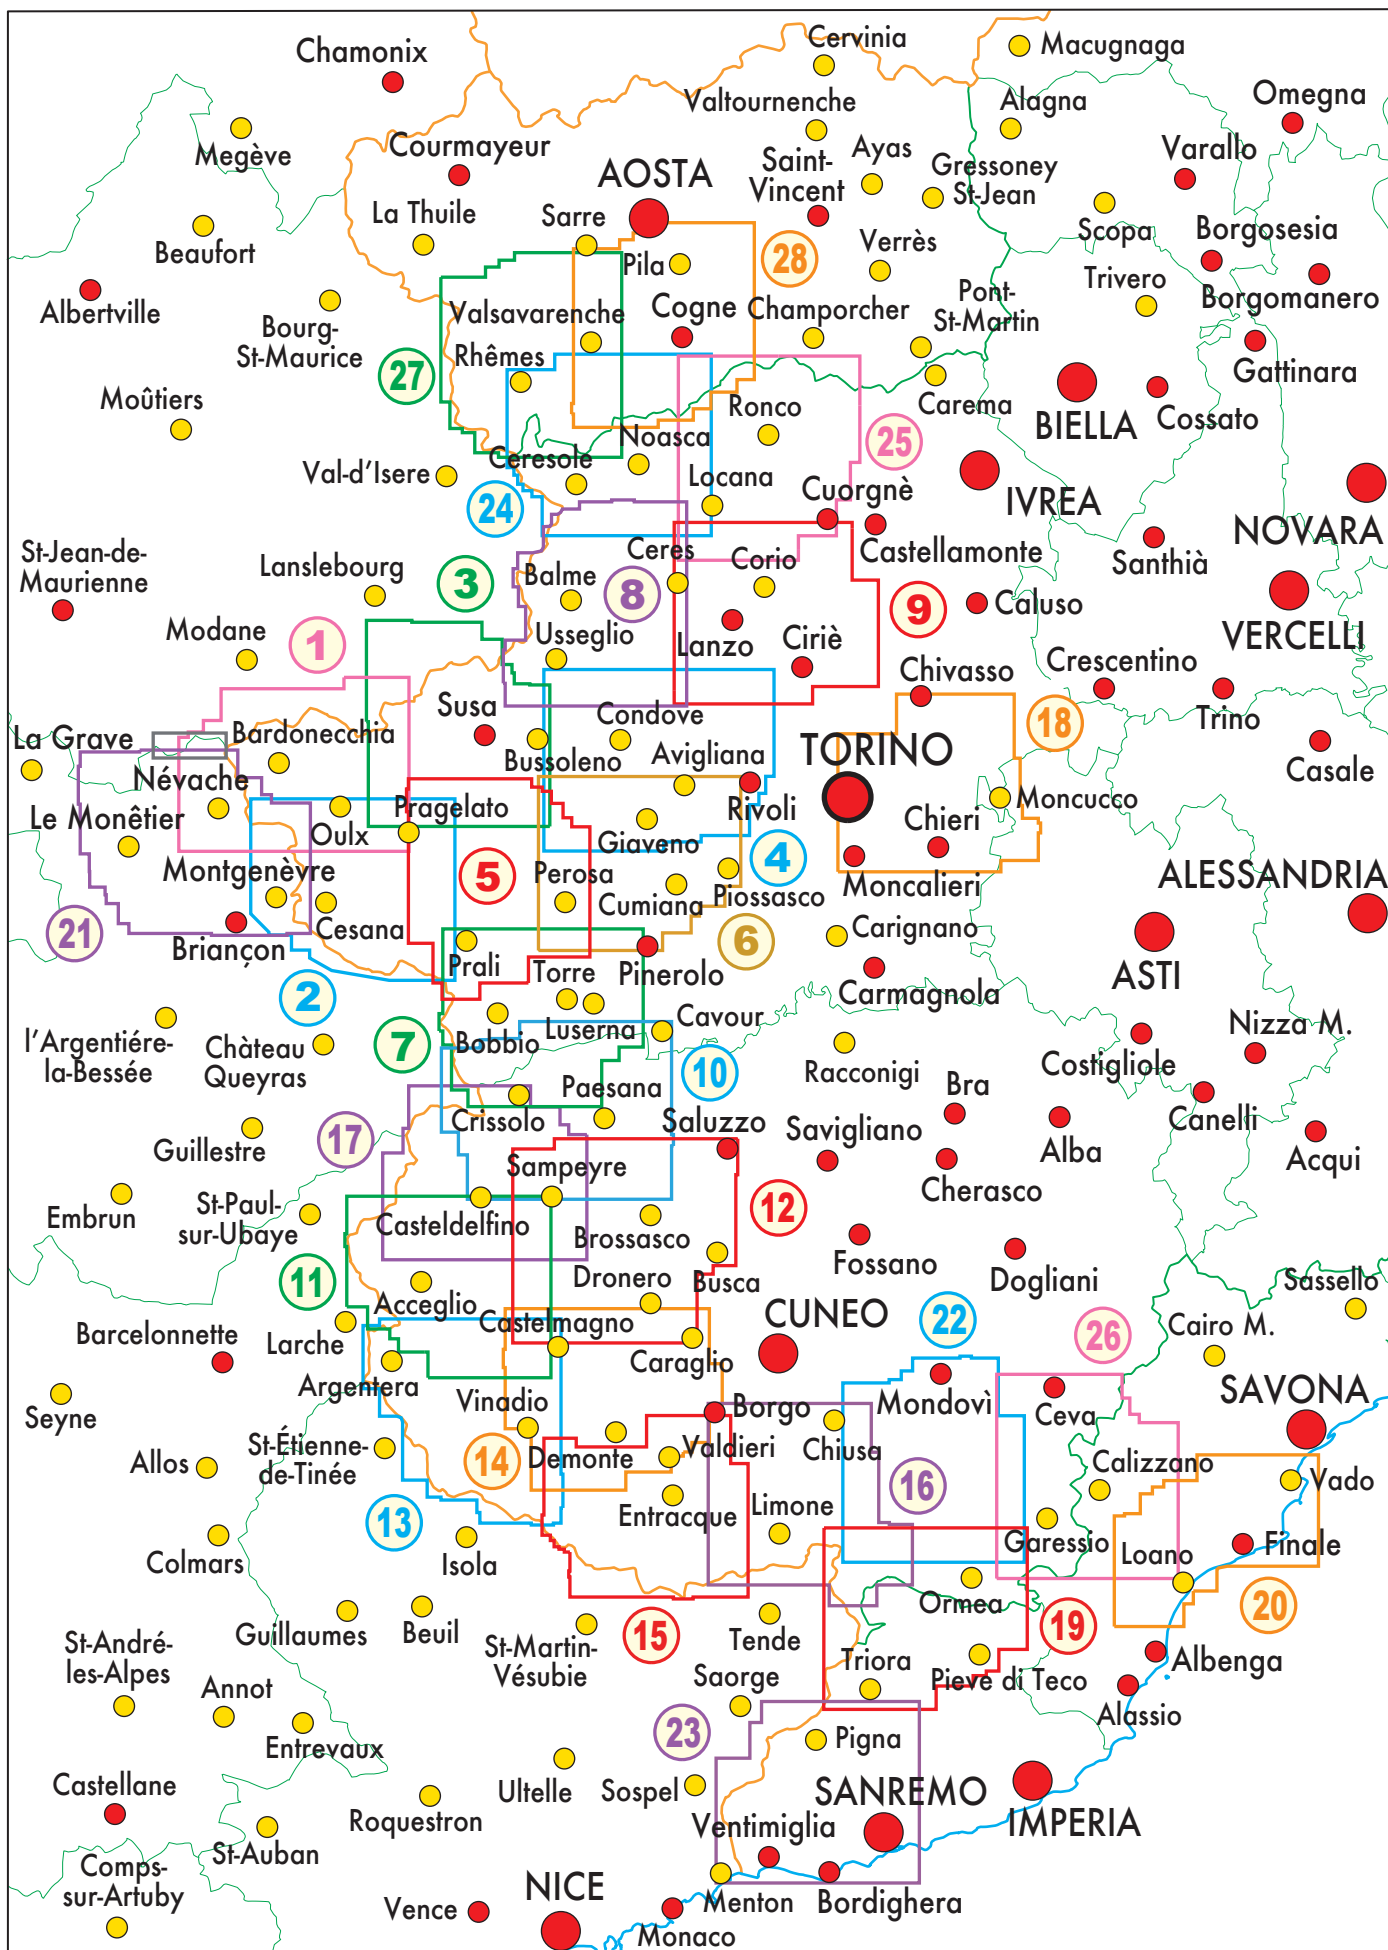 Cervinia
Macugnaga
Chamonix
Valtournenche
Alagna
Omegna
Megève
Courmayeur
Saint-
Vincent
Ayas
Gressoney
St-Jean
Varallo
AOSTA
La Thuile
Sarre
Scopa
Borgosesia
Beaufort
Pila
28
Verrès
Trivero
Albertville
Bourg-
St-Maurice
Valsavarenche
Cogne
Champorcher
Pont-
St-Martin
Borgomanero
Rhêmes
27
Gattinara
Moûtiers
Ronco
Carema
BIELLA
Cossato
Noasca
25
Val-d'Isere
Ceresole
Locana
Cuorgnè
IVREA
24
NOVARA
St-Jean-de-
Maurienne
Castellamonte
Santhià
Lanslebourg
3
Balme
Ceres
8
Corio
9
Caluso
Modane
1
Usseglio
Lanzo
Ciriè
VERCELLI
Chivasso
Crescentino
Susa
Condove
18
Trino
La Grave
Bardonecchia
Bussoleno
Avigliana
TORINO
Casale
Névache
Le Monêtier
Oulx
Pragelato
Rivoli
Moncucco
Giaveno
Chieri
Montgenèvre
5
Perosa
4
Moncalieri
ALESSANDRIA
Cumiana
Piossasco
21
Briançon
Cesana
6
Carignano
Prali
Torre
Pinerolo
ASTI
2
Carmagnola
l'Argentiére-
la-Bessée
Château
Queyras
7
Bobbio
Luserna
Cavour
Nizza M.
Costigliole
10
Racconigi
Paesana
Bra
Canelli
17
Crissolo
Saluzzo
Savigliano
Alba
Acqui
Guillestre
Sampeyre
Cherasco
Embrun
St-Paul-
sur-Ubaye
Casteldelfino
Brossasco
12
Fossano
Dogliani
11
Dronero
Busca
Sassello
Acceglio
CUNEO
22
Cairo M.
Barcelonnette
Larche
Castelmagno
Caraglio
26
Argentera
Mondovì
SAVONA
Seyne
Vinadio
Borgo
Ceva
St-Étienne-
de-Tinée
14
Demonte
Valdieri
Chiusa
Calizzano
Allos
16
Vado
13
Entracque
Limone
Garessio
Colmars
Isola
Loano
Finale
Ormea
20
Guillaumes
Beuil
St-Martin-
Vésubie
15
Tende
19
St-André-
les-Alpes
Saorge
Triora
Pieve di Teco
Albenga
Annot
23
Alassio
Entrevaux
Pigna
Castellane
Ultelle
Sospel
SANREMO
Roquestron
Ventimiglia
IMPERIA
St-Auban
Comps-
sur-Artuby
NICE
Menton
Bordighera
Vence
Monaco